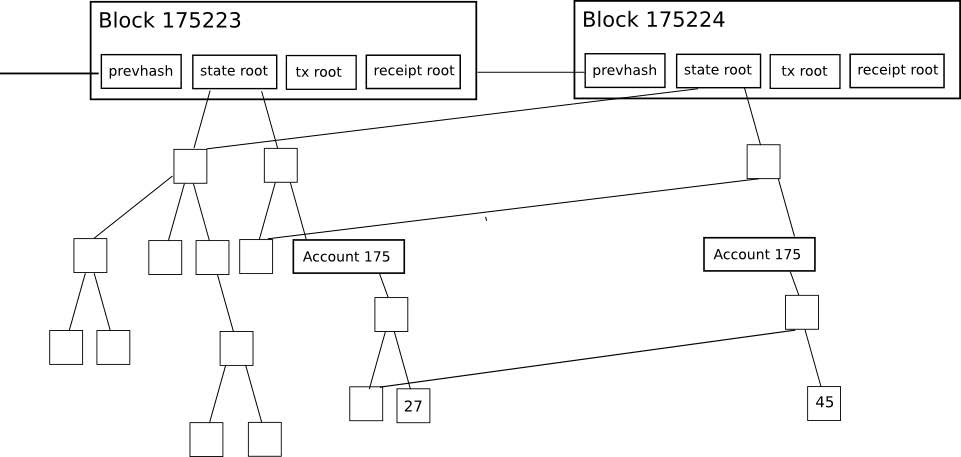 Block 175223
prevhash state root tx root receipt root
Block 175224
prevhash state root tx root receipt root
Account 175
27
Account 175
45